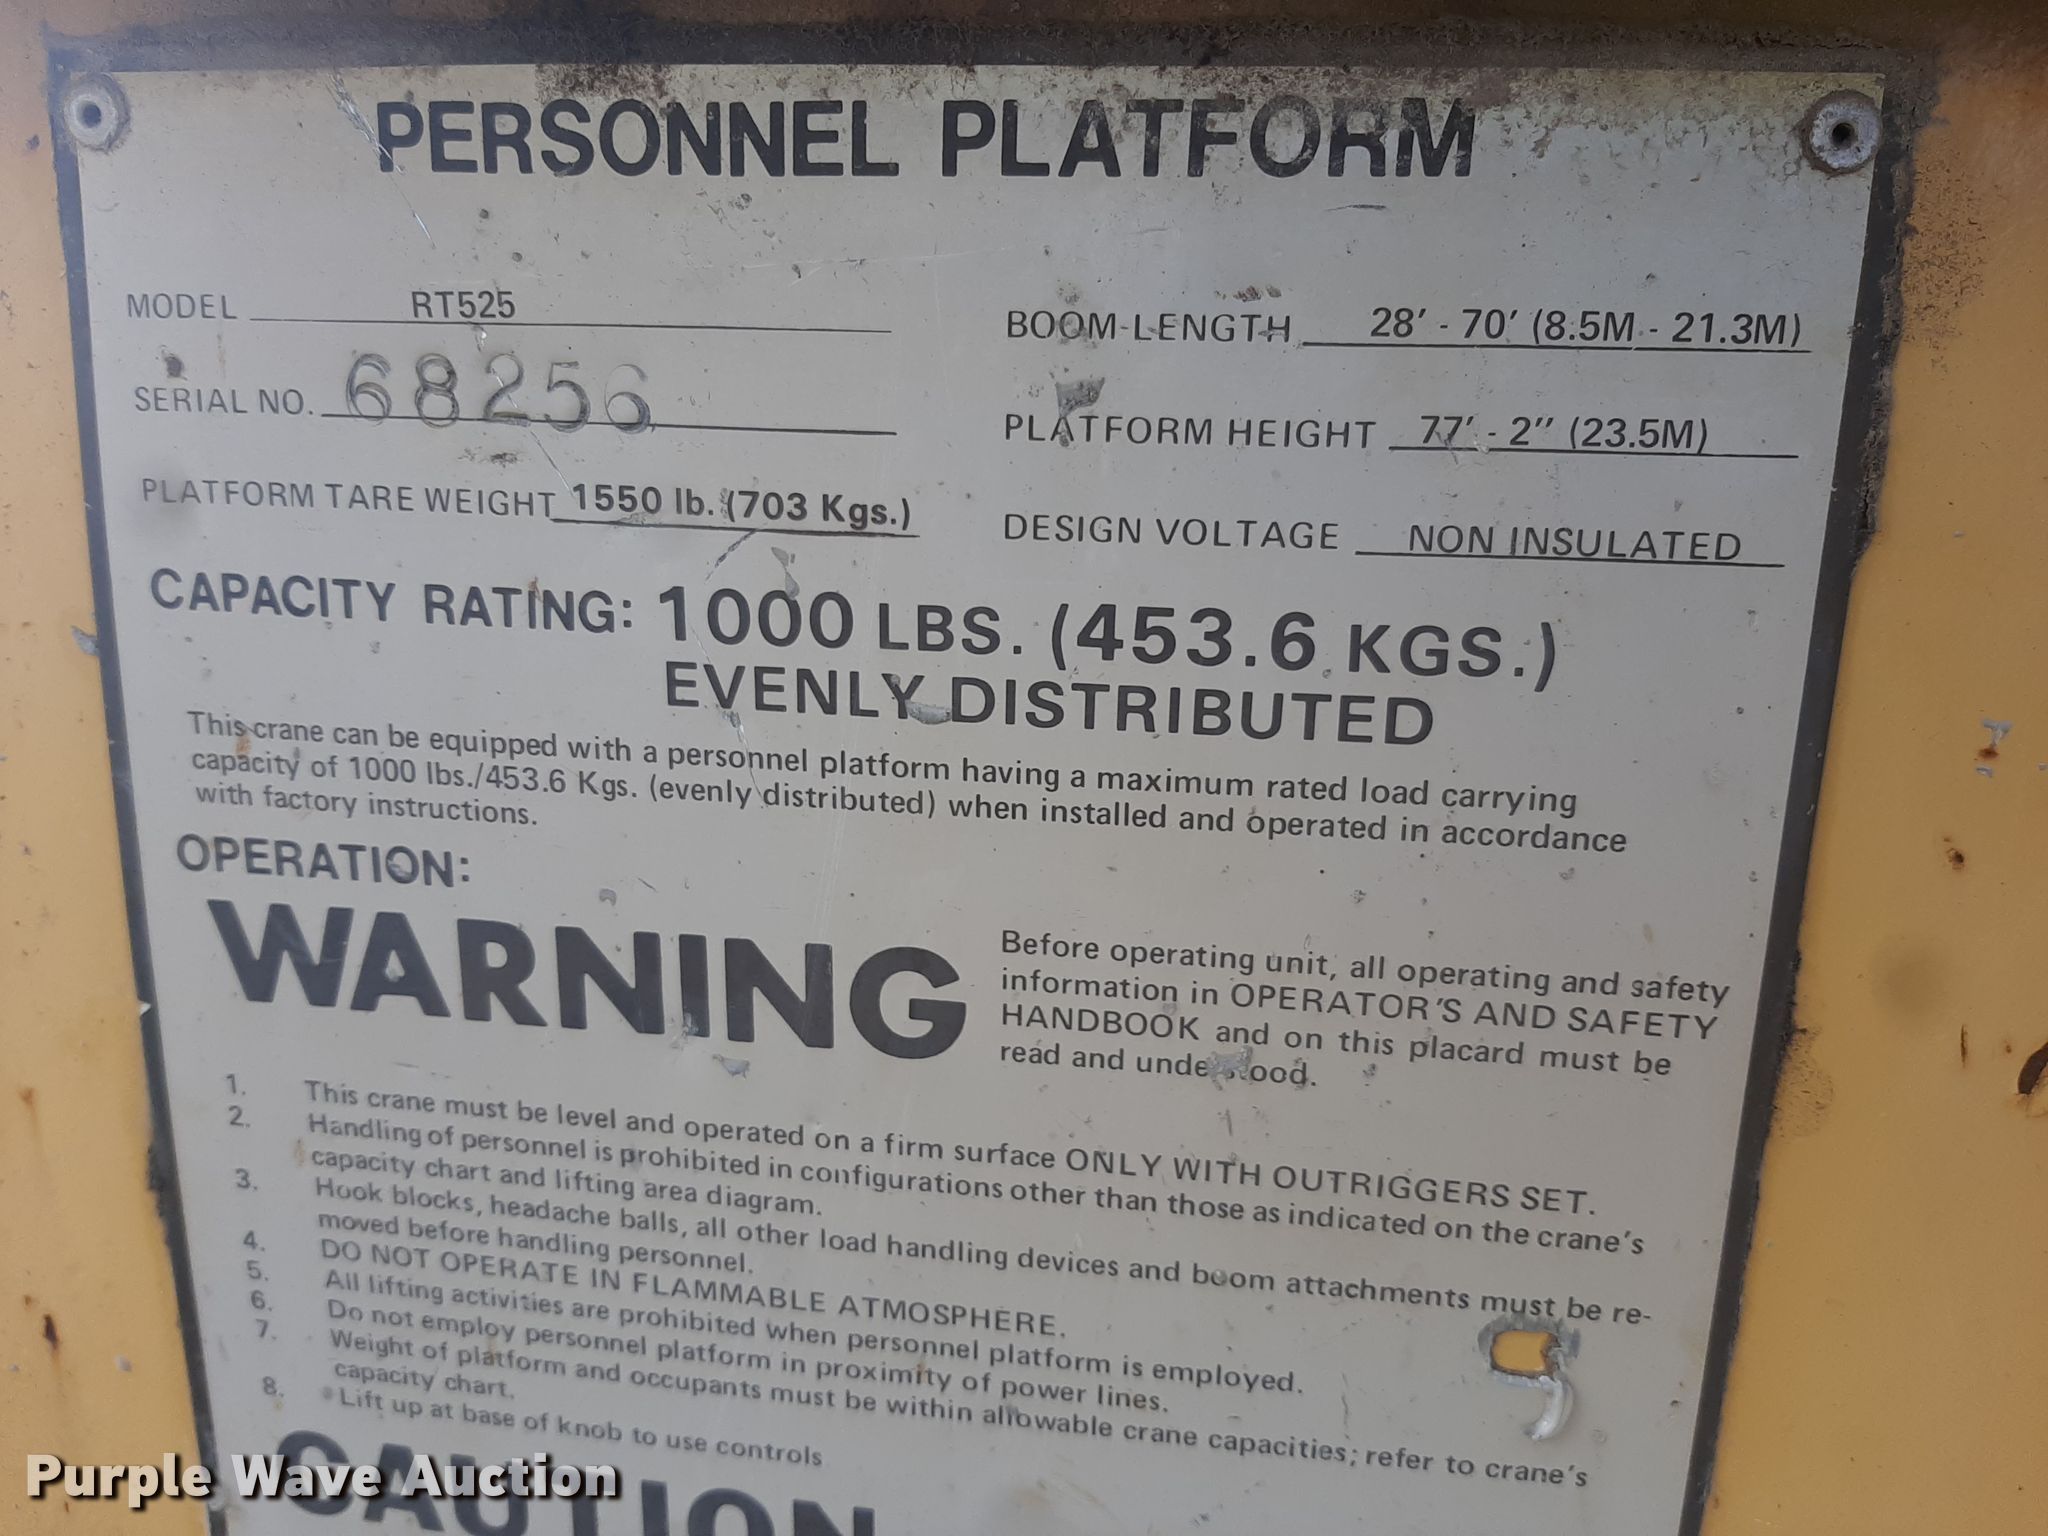 PERSONNEL PLATFORM
MODEL RT525
SERIAL NO. 68256
PLATFORM TARE WEIGHT 1550 lb. (703 Kgs.)
BOOM-LENGTH 28' - 70' (8.5M - 21.3M)
PLATFORM HEIGHT 77' - 2" (23.5M)
DESIGN VOLTAGE NON INSULATED
CAPACITY RATING: 1000 LBS. (453.6 KGS.)
EVENLY DISTRIBUTED
This crane can be equipped with a personnel platform having a maximum rated load carrying
capacity of 1000 lbs./453.6 Kgs. (evenly distributed) when installed and operated in accordance
with factory instructions.
OPERATION:
WARNING
Before operating unit, all operating and safety
information in OPERATOR'S AND SAFETY
HANDBOOK and on this placard must be
read and understood.
1. This crane must be level and operated on a firm surface ONLY WITH OUTRIGGERS SET.
2. Handling of personnel is prohibited in configurations other than those as indicated on the crane's
capacity chart and lifting area diagram.
3. Hook blocks, headache balls, all other load handling devices and boom attachments must be re-
moved before handling personnel.
4. DO NOT OPERATE IN FLAMMABLE ATMOSPHERE.
5. All lifting activities are prohibited when personnel platform is employed.
6. Do not employ personnel platform in proximity of power lines.
7. Weight of platform and occupants must be within allowable crane capacities; refer to crane's
capacity chart.
8. *Lift up at base of knob to use controls
CAUTION
Purple Wave Auction